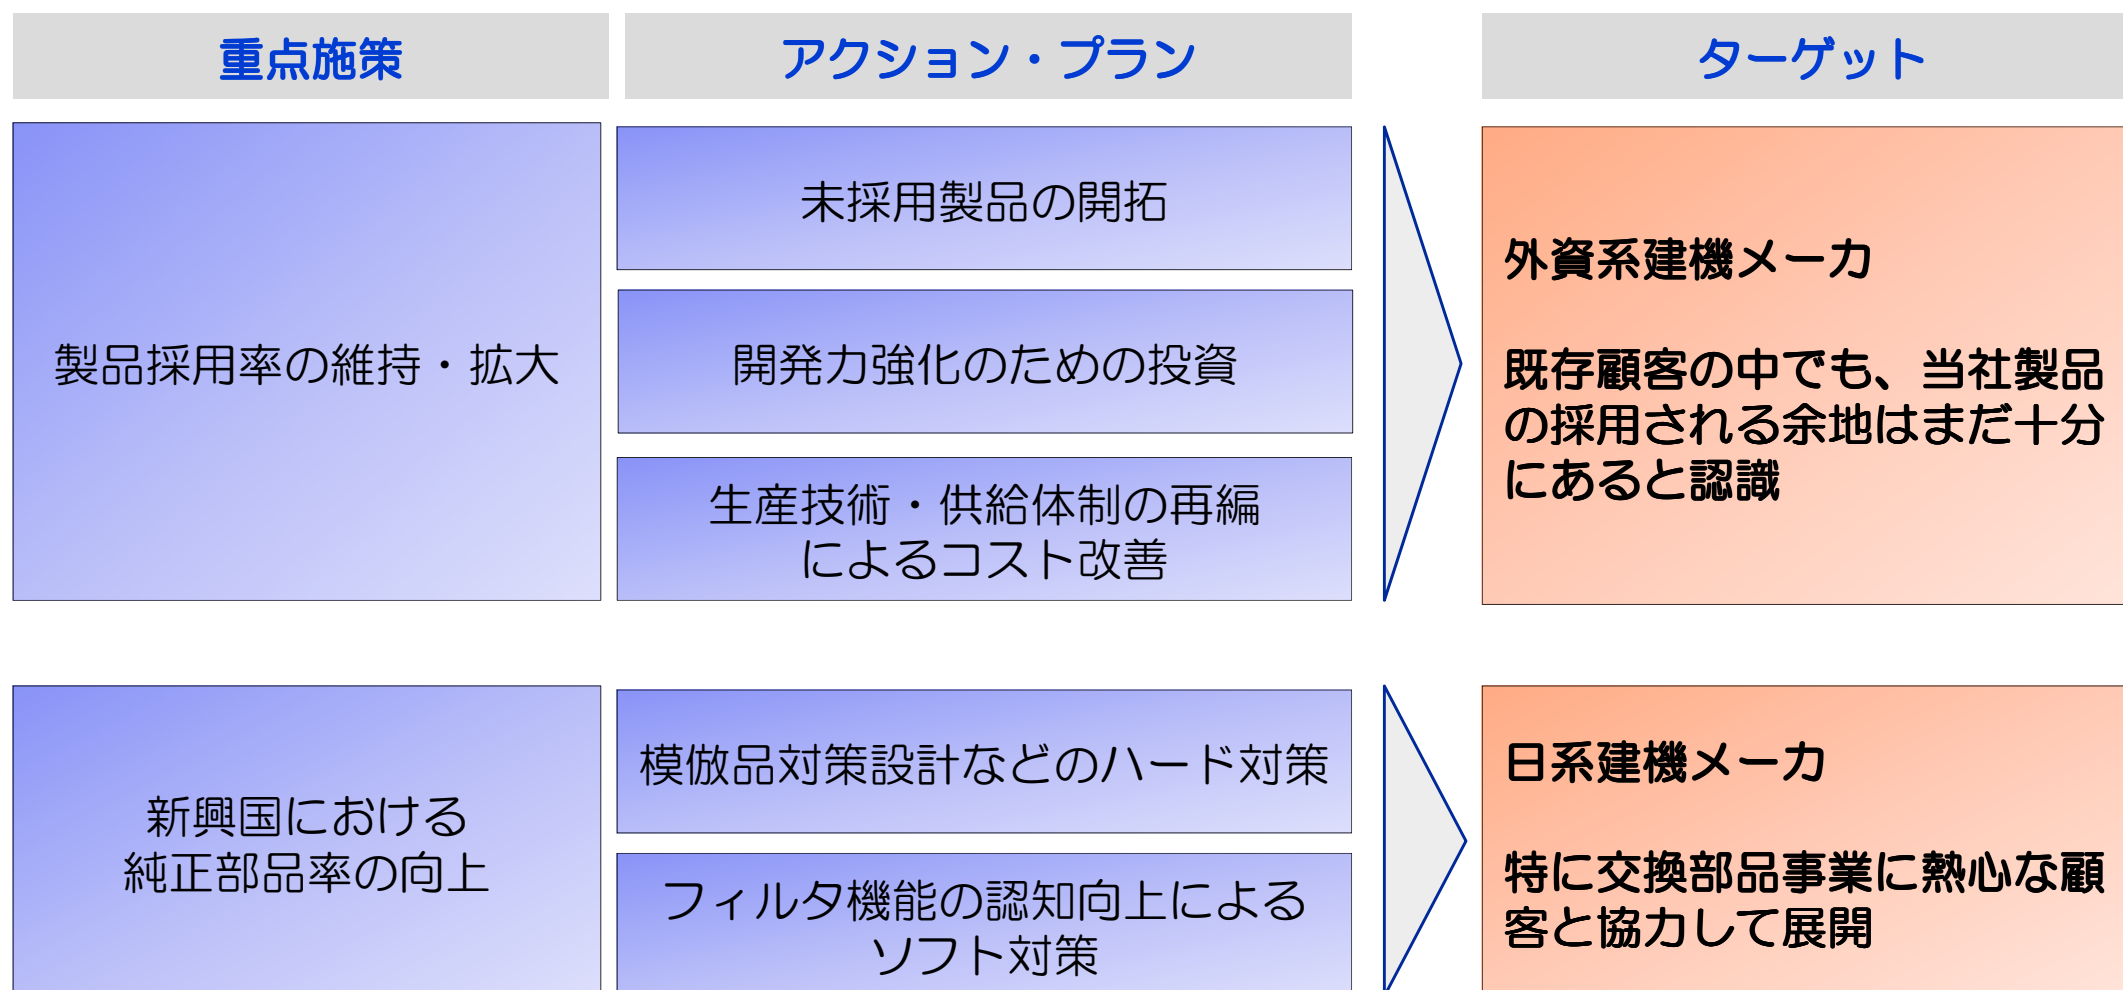 重点施策
アクション・プラン
ターゲット
製品採用率の維持・拡大
未採用製品の開拓
開発力強化のための投資
生産技術・供給体制の再編
によるコスト改善
外資系建機メーカ
既存顧客の中でも、当社製品
の採用される余地はまだ十分
にあると認識
新興国における
純正部品率の向上
模倣品対策設計などのハード対策
フィルタ機能の認知向上による
ソフト対策
日系建機メーカ
特に交換部品事業に熱心な顧
客と協力して展開